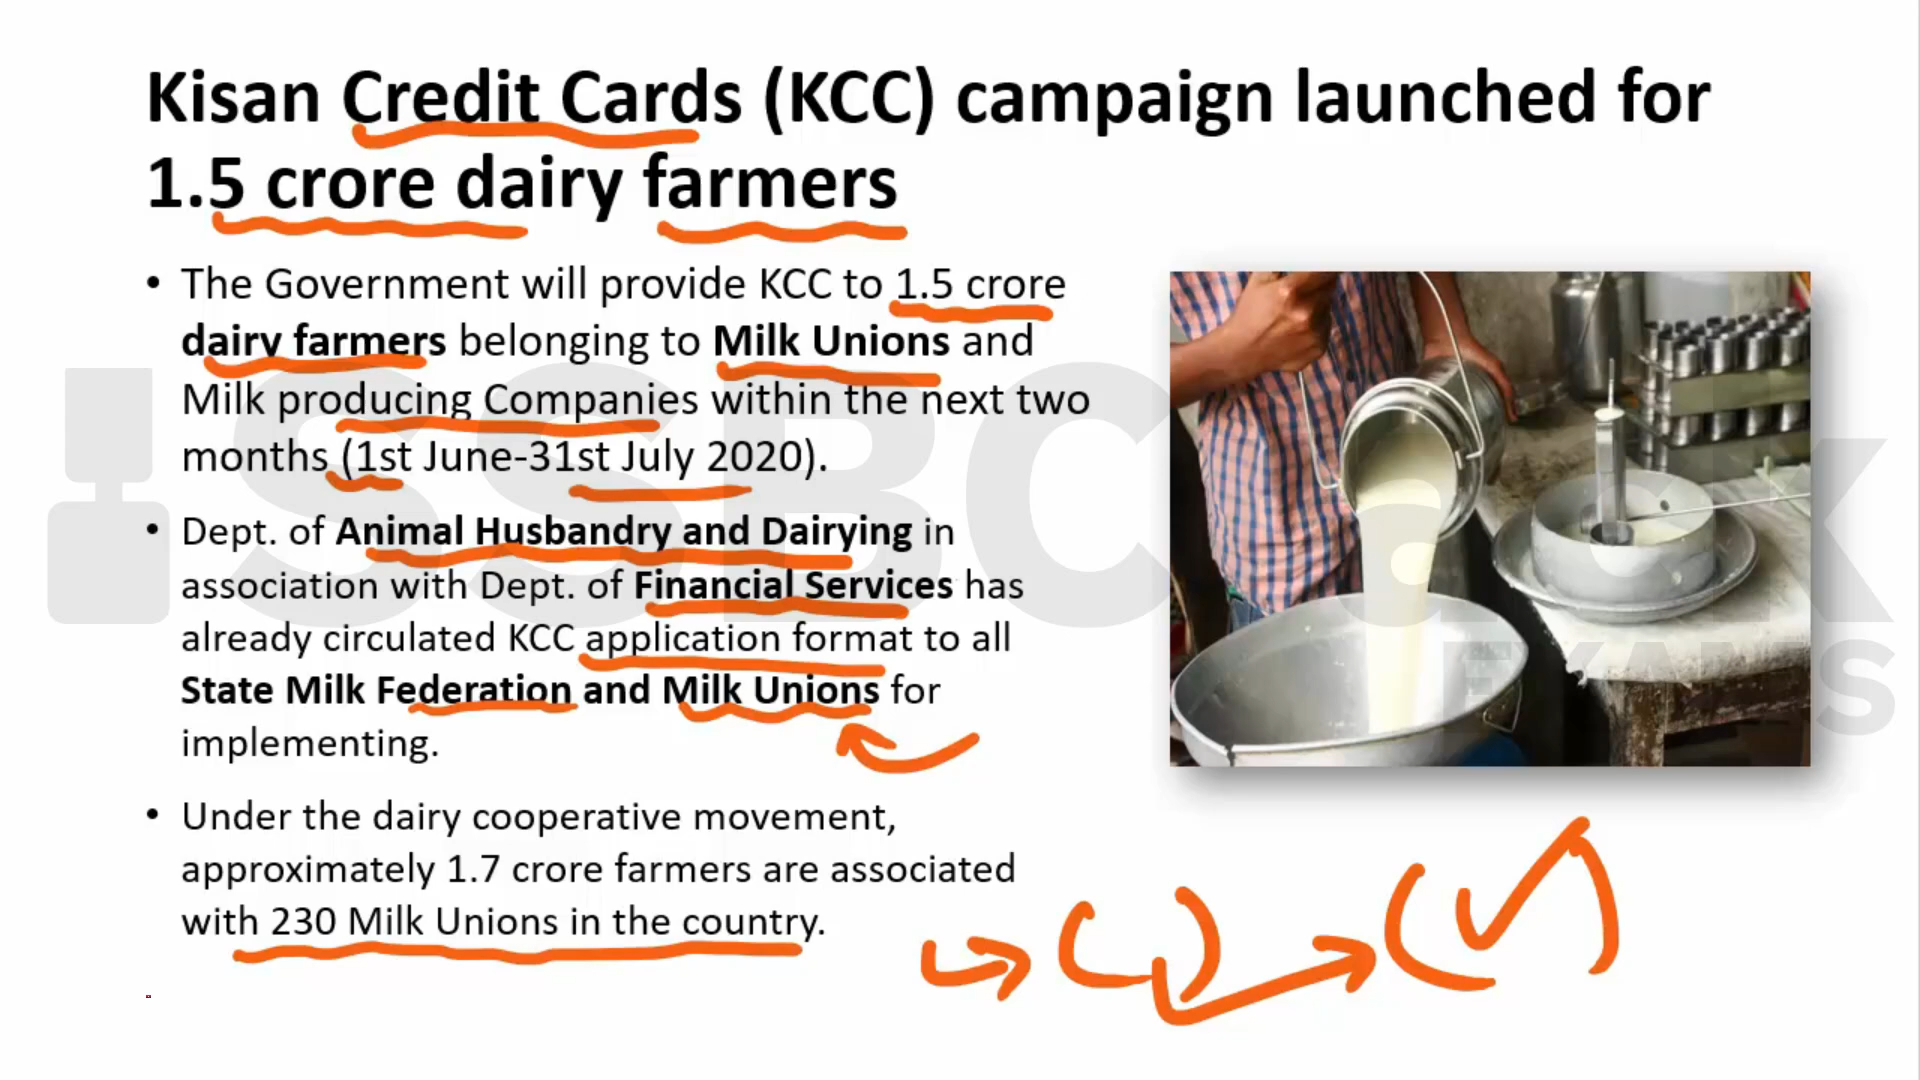 Kisan Credit Cards (KCC) campaign launched for
1.5 crore dairy farmers
• The Government will provide KCC to 1.5 crore
dairy farmers belonging to Milk Unions and
Milk producing Companies within the next two
months (1st June-31st July 2020).
• Dept. of Animal Husbandry and Dairying in
association with Dept. of Financial Services has
already circulated KCC application format to all
State Milk Federation and Milk Unions for
implementing.
• Under the dairy cooperative movement,
approximately 1.7 crore farmers are associated
with 230 Milk Unions in the country.
SSBCrack
EXAMS